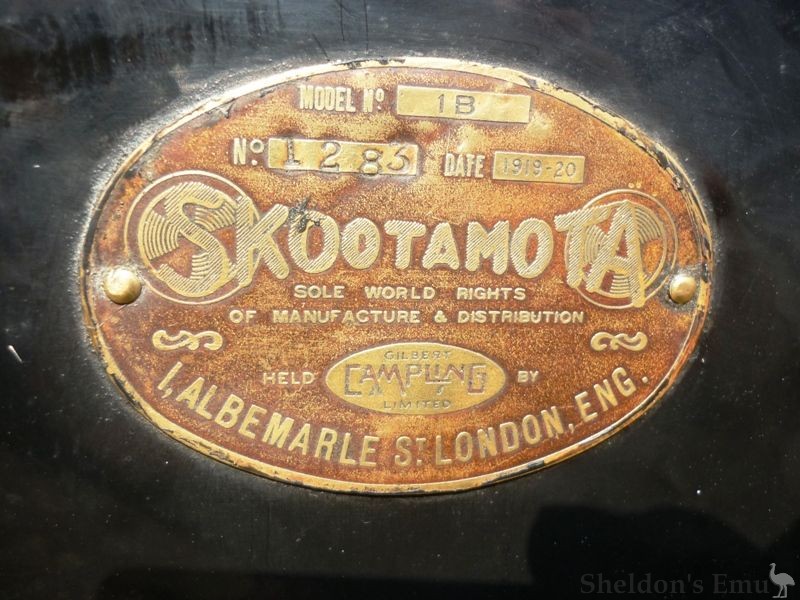 MODEL No 1B
No 1283 DATE 1919-20
SKOOTAMOTA
SOLE WORLD RIGHTS
OF MANUFACTURE & DISTRIBUTION
HELD GILBERT CAMPLING LIMITED BY
1, ALBEMARLE ST. LONDON, ENG.
Sheldon's Emu